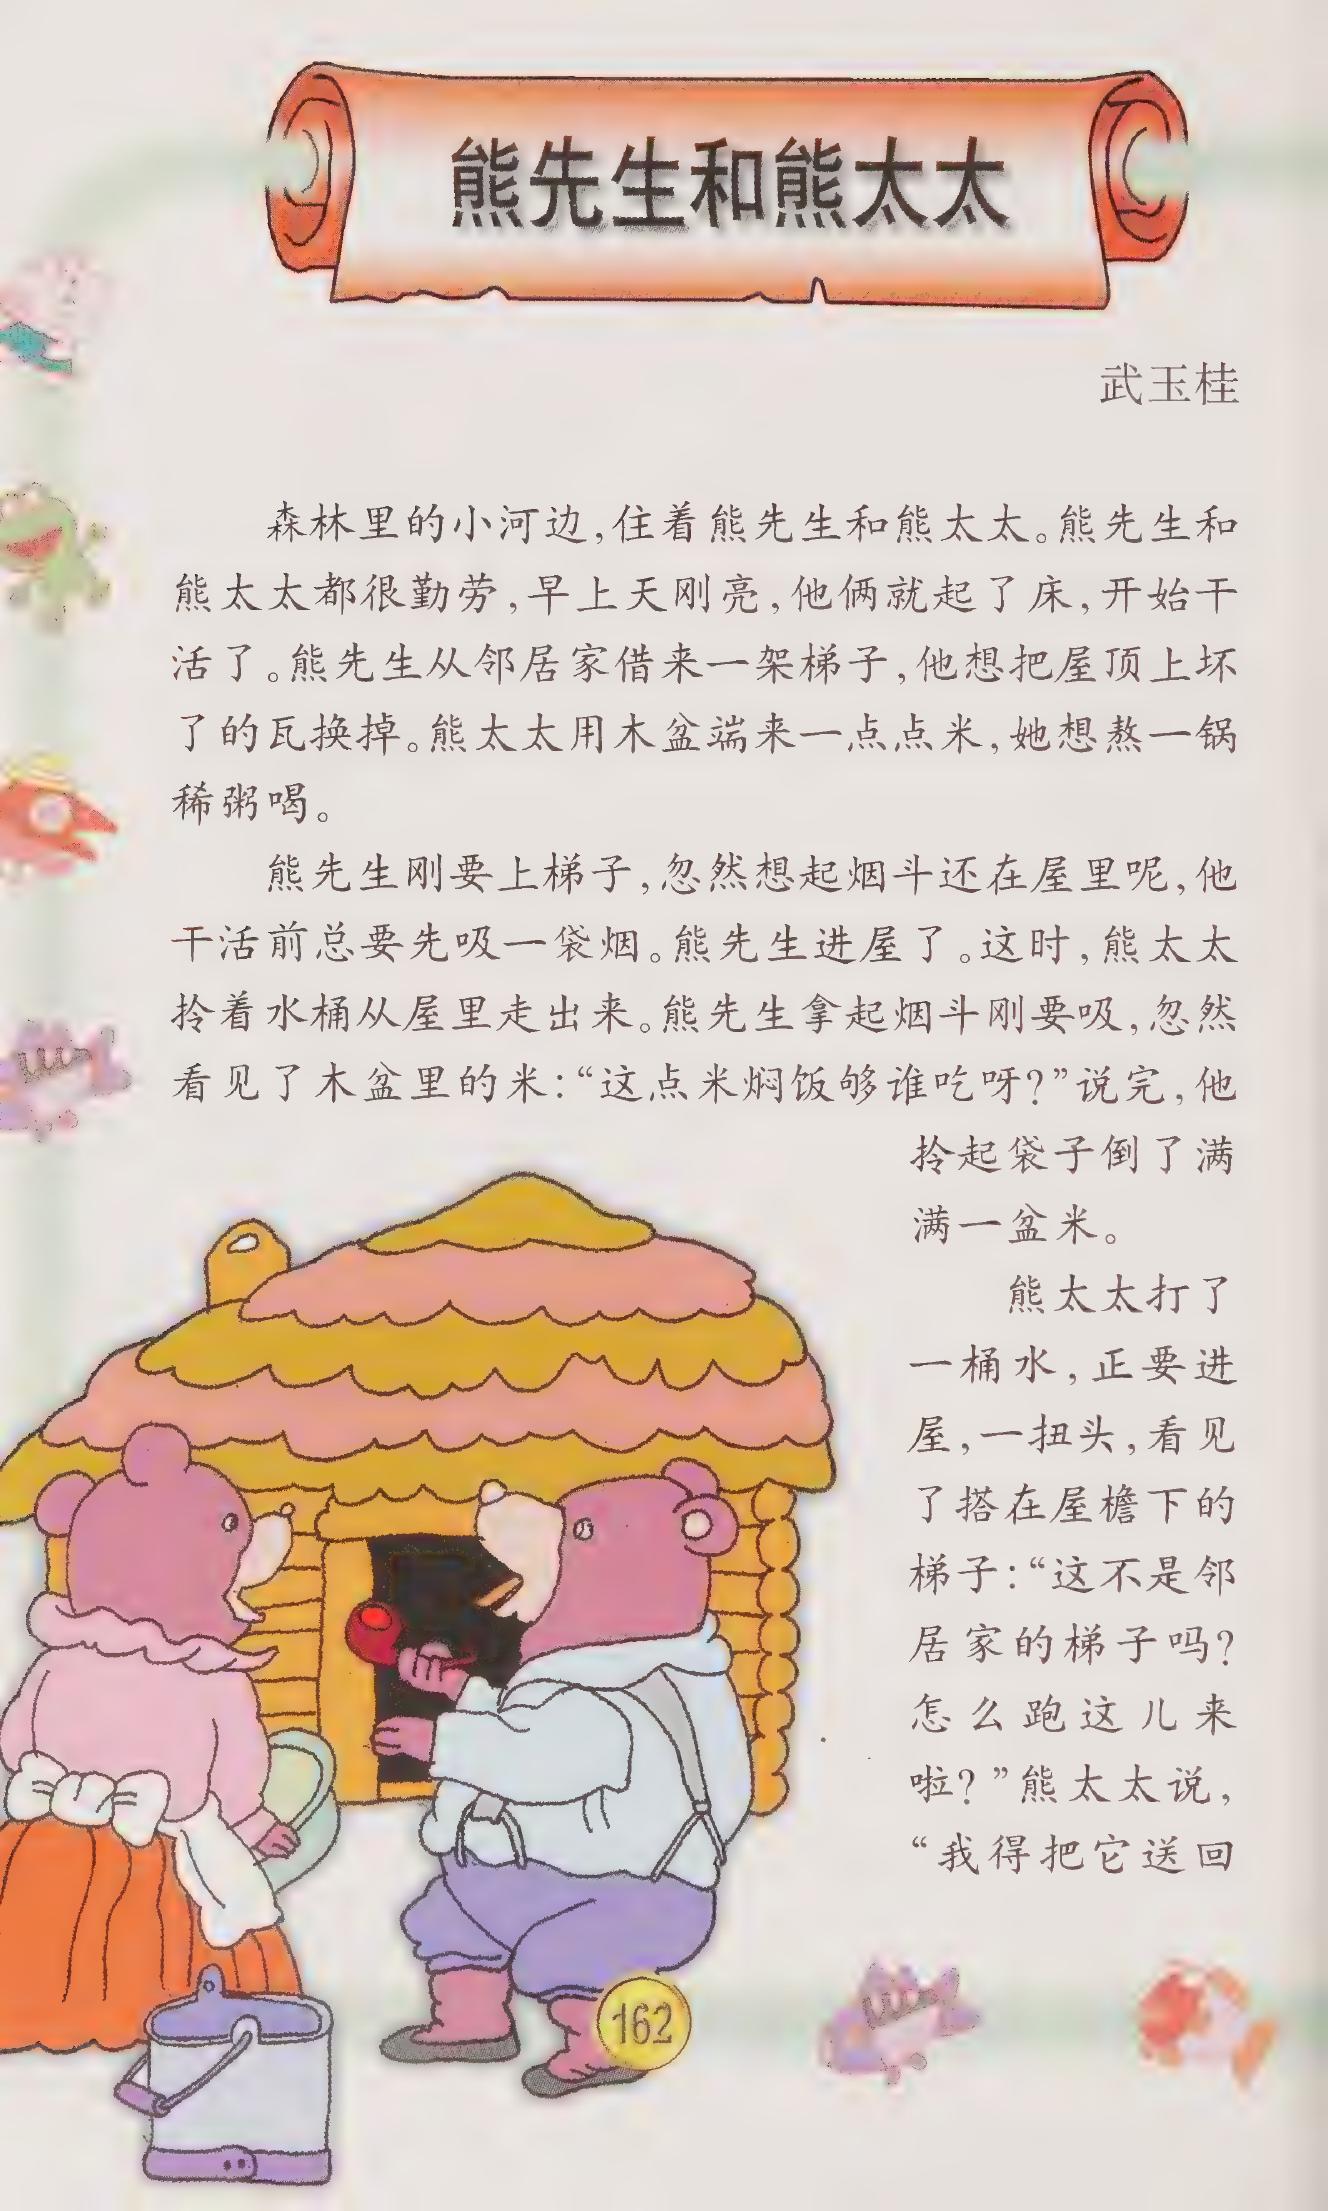 熊先生和熊太太
武玉桂
森林里的小河边,住着熊先生和熊太太。熊先生和
熊太太都很勤劳,早上天刚亮,他俩就起了床,开始干
活了。熊先生从邻居家借来一架梯子,他想把屋顶上坏
了的瓦换掉。熊太太用木盆端来一点点米,她想熬一锅
稀粥喝。
熊先生刚要上梯子,忽然想起烟斗还在屋里呢,他
干活前总要先吸一袋烟。熊先生进屋了。这时,熊太太
拎着水桶从屋里走出来。熊先生拿起烟斗刚要吸,忽然
看见了木盆里的米:“这点米焖饭够谁吃呀?”说完,他
拎起袋子倒了满
满一盆米。
熊太太打了
一桶水,正要进
屋,一扭头,看见
了搭在屋檐下的
梯子:“这不是邻
居家的梯子吗?
怎么跑这儿来
啦?”熊太太说,
“我得把它送回
162